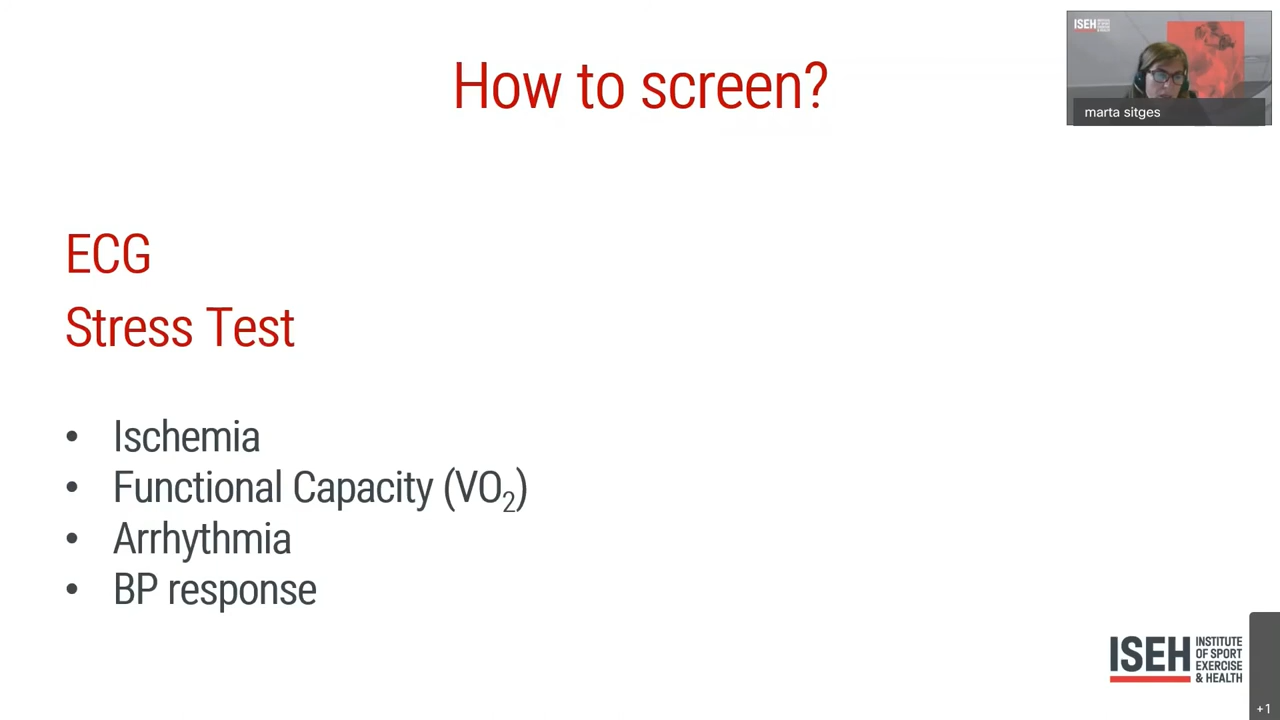 How to screen?
ISEH
marta sitges
ECG
Stress Test
• Ischemia
• Functional Capacity (VO₂)
• Arrhythmia
• BP response
ISEH
INSTITUTE
OF SPORT
EXERCISE
& HEALTH
+1